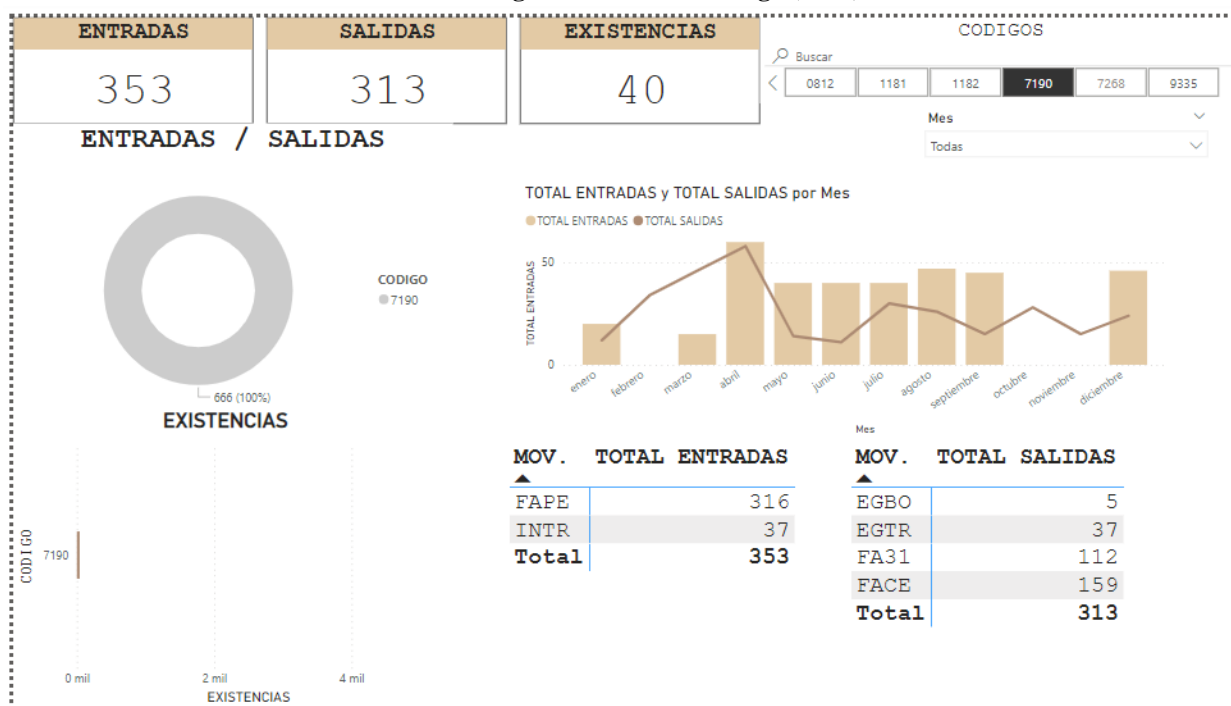 ENTRADAS
353
SALIDAS
313
EXISTENCIAS
40
CODIGOS
Buscar
0812 1181 1182 7190 7268 9335
Mes
Todas
ENTRADAS / SALIDAS
CODIGO
7190
666 (100%)
TOTAL ENTRADAS y TOTAL SALIDAS por Mes
TOTAL ENTRADAS TOTAL SALIDAS
TOTAL ENTRADAS
50
0
enero febrero marzo abril mayo junio julio agosto septiembre octubre noviembre diciembre
Mes
EXISTENCIAS
CODIGO
7190
0 mil 2 mil 4 mil
EXISTENCIAS
MOV. TOTAL ENTRADAS
FAPE 316
INTR 37
Total 353
MOV. TOTAL SALIDAS
EGBO 5
EGTR 37
FA31 112
FACE 159
Total 313